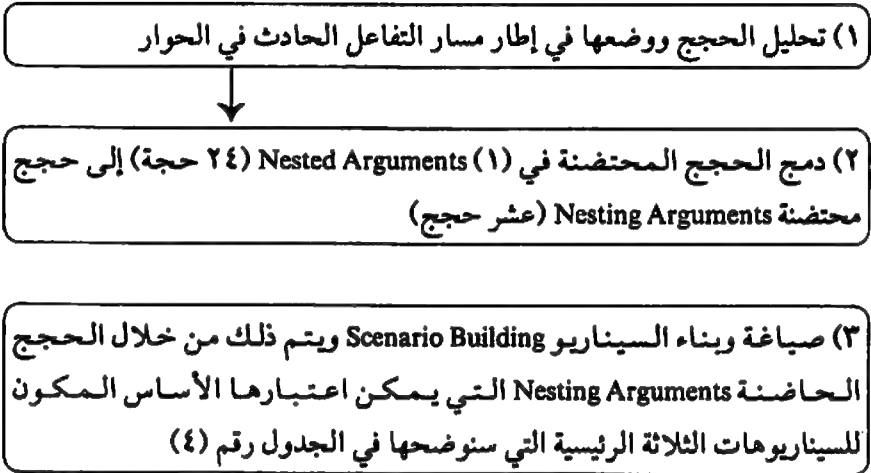 ١) تحليل الحجج ووضعها في إطار مسار التفاعل الحادث في الحوار
٢) دمج الحجج المحتضنة في (١) Nested Arguments (٢٤ حجة) إلى حجج
محتضنة Nesting Arguments (عشر حجج)
٣) صياغة وبناء السيناريو Scenario Building ويتم ذلك من خلال الحجج
الحاضنة Nesting Arguments التي يمكن اعتبارها الأساس المكون
للسيناريوهات الثلاثة الرئيسية التي سنوضحها في الجدول رقم (٤)